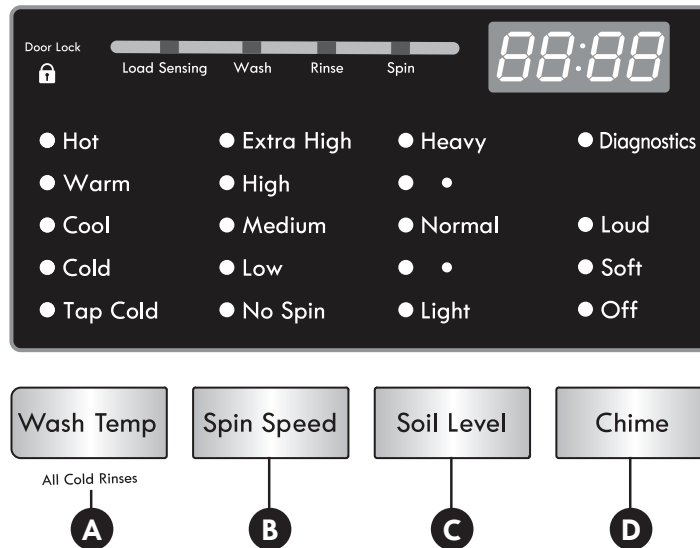 Door Lock
88:88
Load Sensing Wash Rinse Spin
Hot Extra High Heavy Diagnostics
Warm High
Cool Medium Normal Loud
Cold Low Soft
Tap Cold No Spin Light Off
Wash Temp Spin Speed Soil Level Chime
All Cold Rinses
A B C D